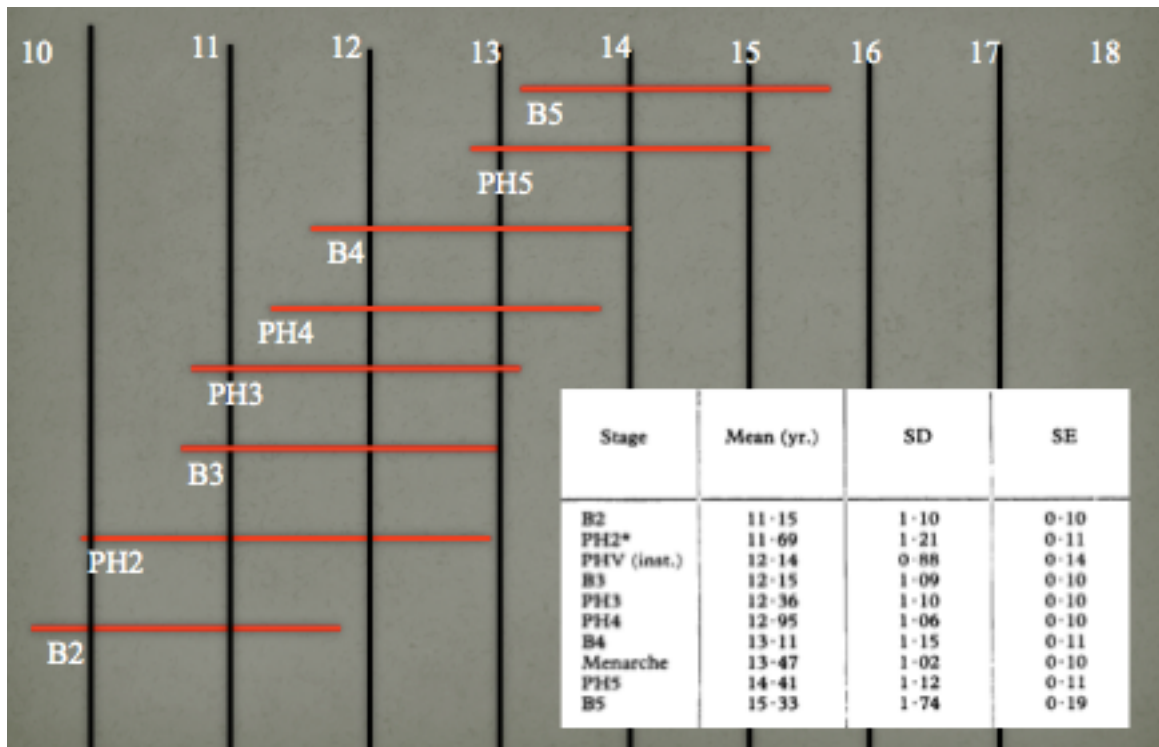 10 11 12 13 14 15 16 17 18
B5
PH5
B4
PH4
PH3
B3
PH2
B2
Stage Mean (yr.) SD SE
B2 11·15 1·10 0·10
PH2* 11·69 1·21 0·11
PHV (inst.) 12·14 0·88 0·14
B3 12·15 1·09 0·10
PH3 12·36 1·10 0·10
PH4 12·95 1·06 0·10
B4 13·11 1·15 0·11
Menarche 13·47 1·02 0·10
PH5 14·41 1·12 0·11
B5 15·33 1·74 0·19